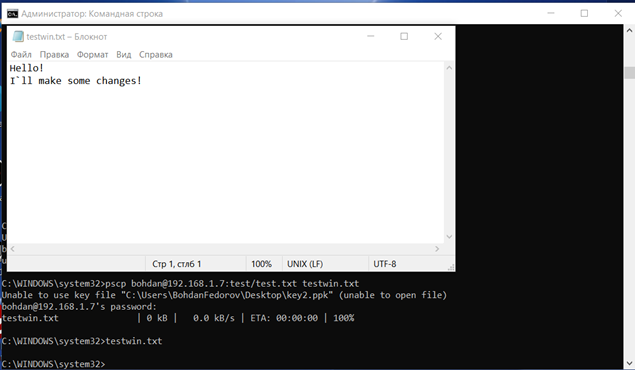 Администратор: Командная строка
testwin.txt – Блокнот
Файл Правка Формат Вид Справка
Hello!
I`ll make some changes!
Стр 1, стлб 1 100% UNIX (LF) UTF-8
C:\WINDOWS\system32>pscp bohdan@192.168.1.7:test/test.txt testwin.txt
Unable to use key file "C:\Users\BohdanFedorov\Desktop\key2.ppk" (unable to open file)
bohdan@192.168.1.7's password:
testwin.txt | 0 kB | 0.0 kB/s | ETA: 00:00:00 | 100%
C:\WINDOWS\system32>testwin.txt
C:\WINDOWS\system32>